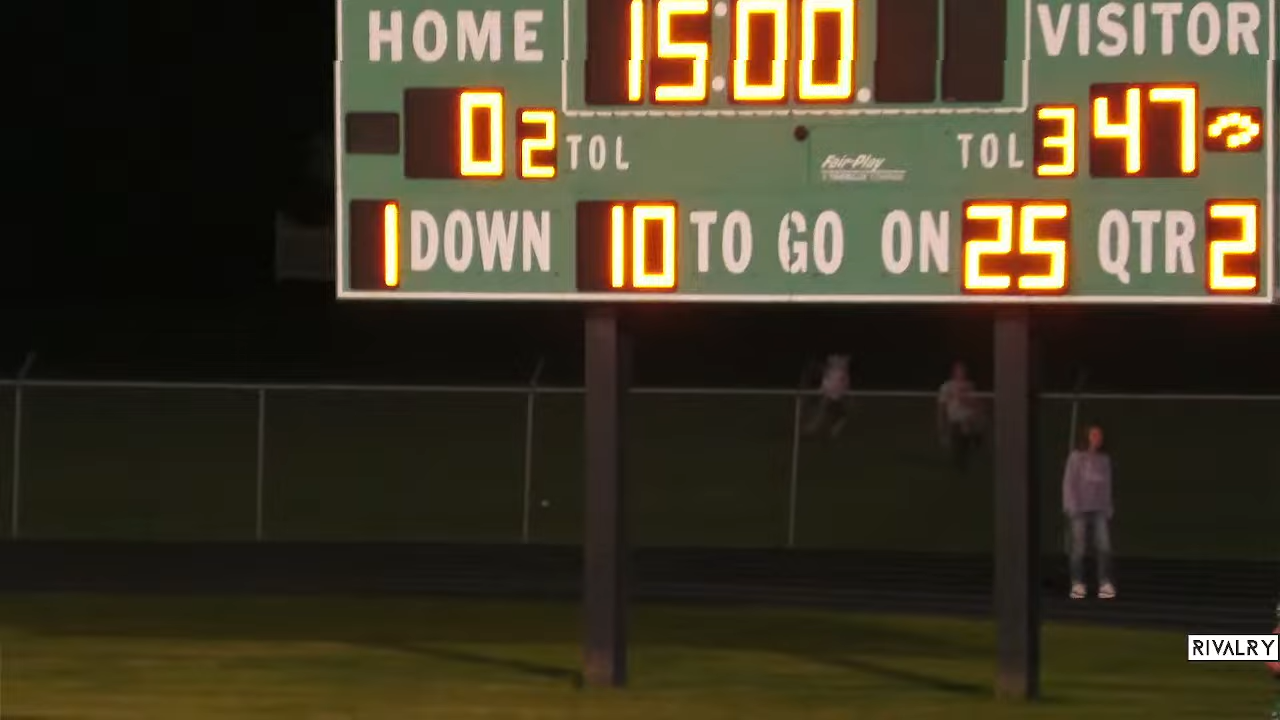 HOME 15:00 VISITOR
0 2 TOL Fair-Play TOL 3 47
1 DOWN 10 TO GO ON 25 QTR 2
RIVALRY